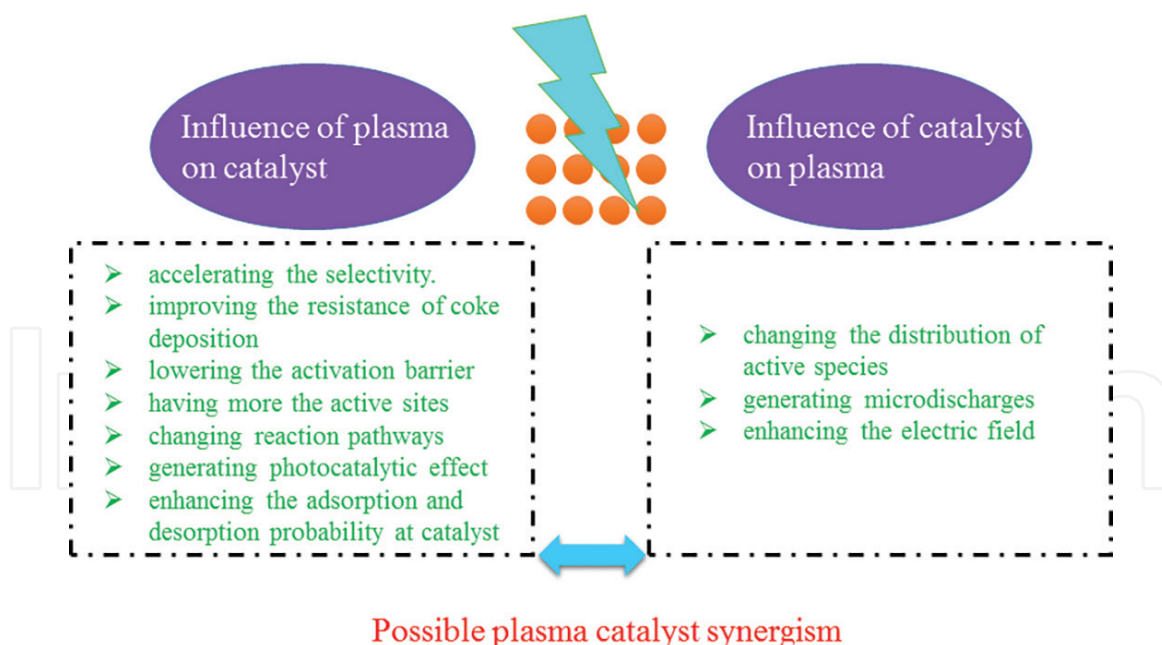 Influence of plasma
on catalyst
Influence of catalyst
on plasma
➢ accelerating the selectivity.
➢ improving the resistance of coke
deposition
➢ lowering the activation barrier
➢ having more the active sites
➢ changing reaction pathways
➢ generating photocatalytic effect
➢ enhancing the adsorption and
desorption probability at catalyst
➢ changing the distribution of
active species
➢ generating microdischarges
➢ enhancing the electric field
Possible plasma catalyst synergism